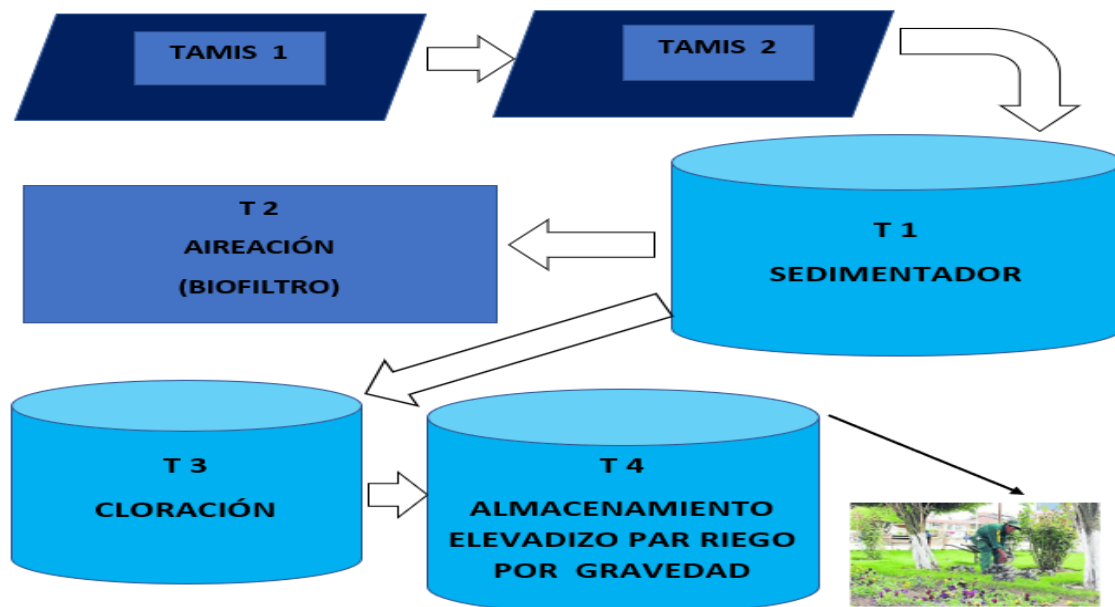 TAMIS 1
TAMIS 2
T 1
SEDIMENTADOR
T 2
AIREACIÓN
(BIOFILTRO)
T 3
CLORACIÓN
T 4
ALMACENAMIENTO
ELEVADIZO PAR RIEGO
POR GRAVEDAD